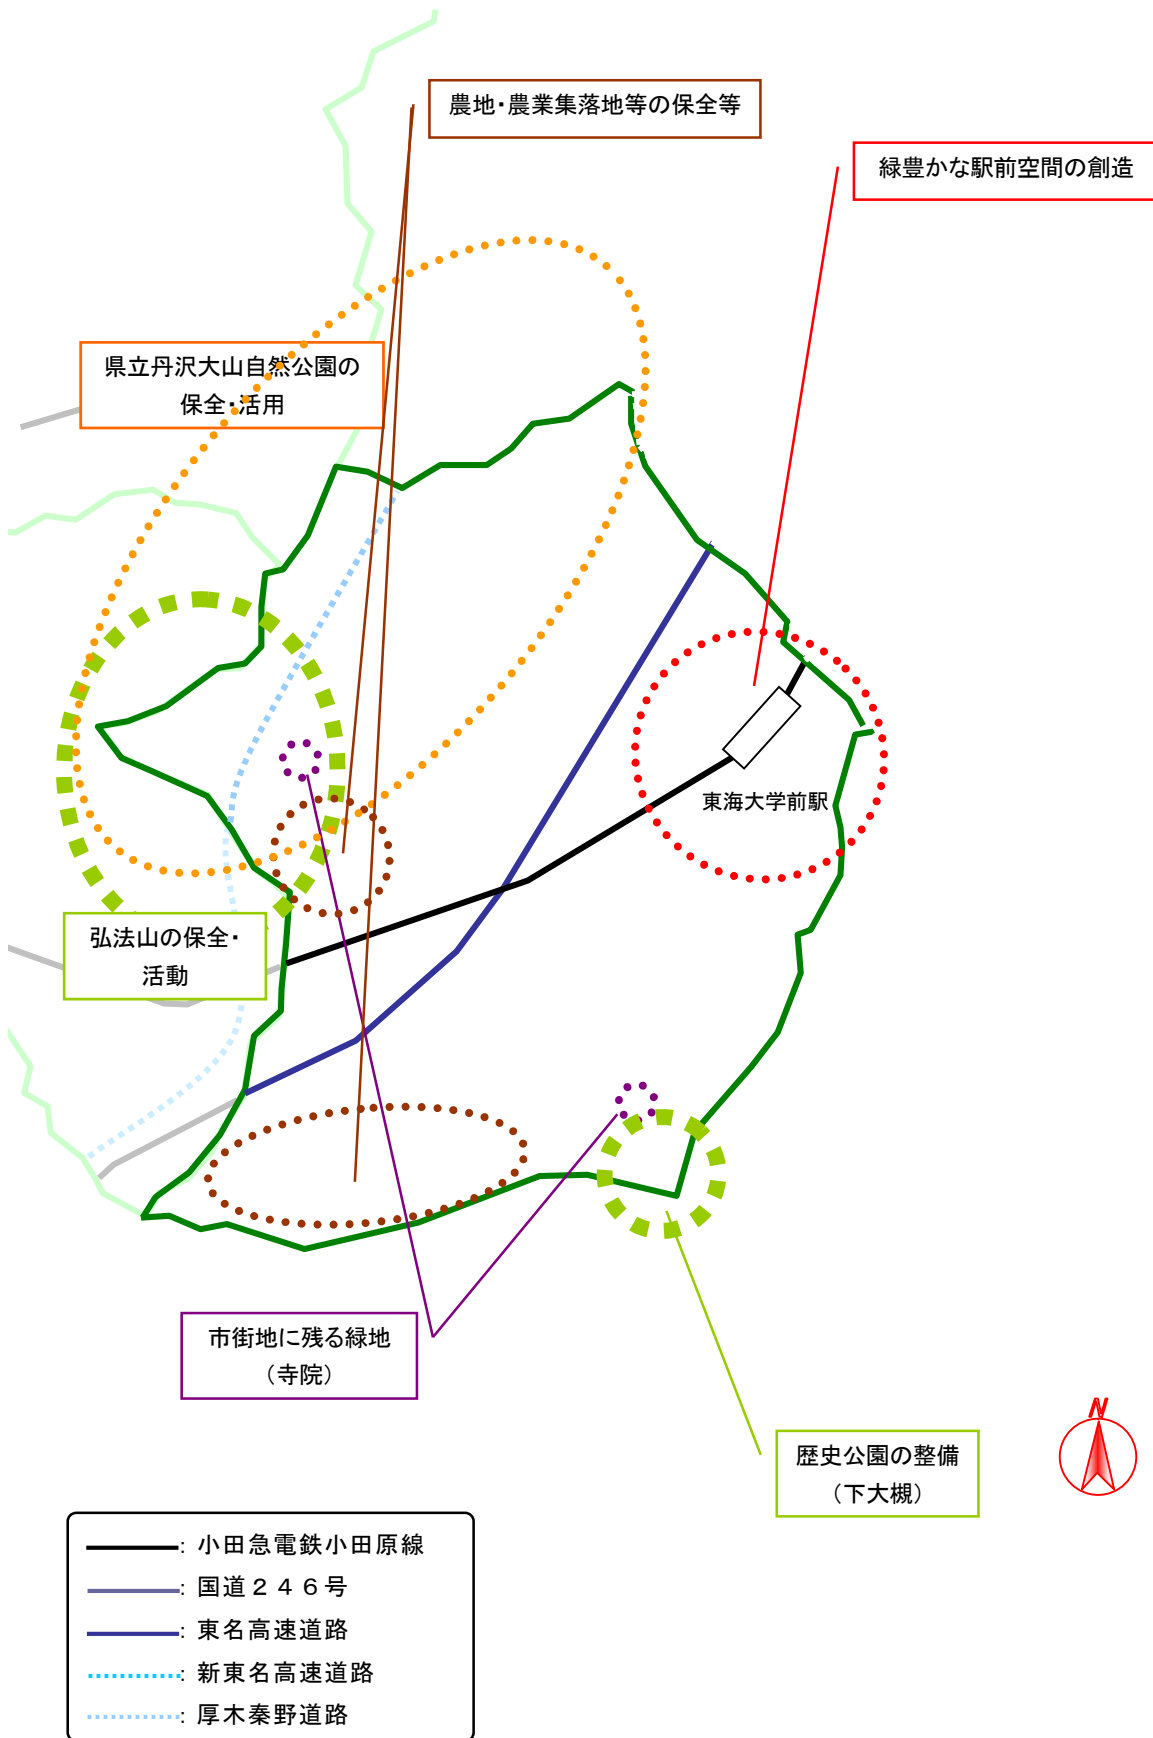 農地・農業集落地等の保全等
緑豊かな駅前空間の創造
県立丹沢大山自然公園の
保全・活用
東海大学前駅
弘法山の保全・
活動
市街地に残る緑地
（寺院）
N
歴史公園の整備
（下大槻）
：小田急電鉄小田原線
：国道２４６号
：東名高速道路
：新東名高速道路
：厚木秦野道路